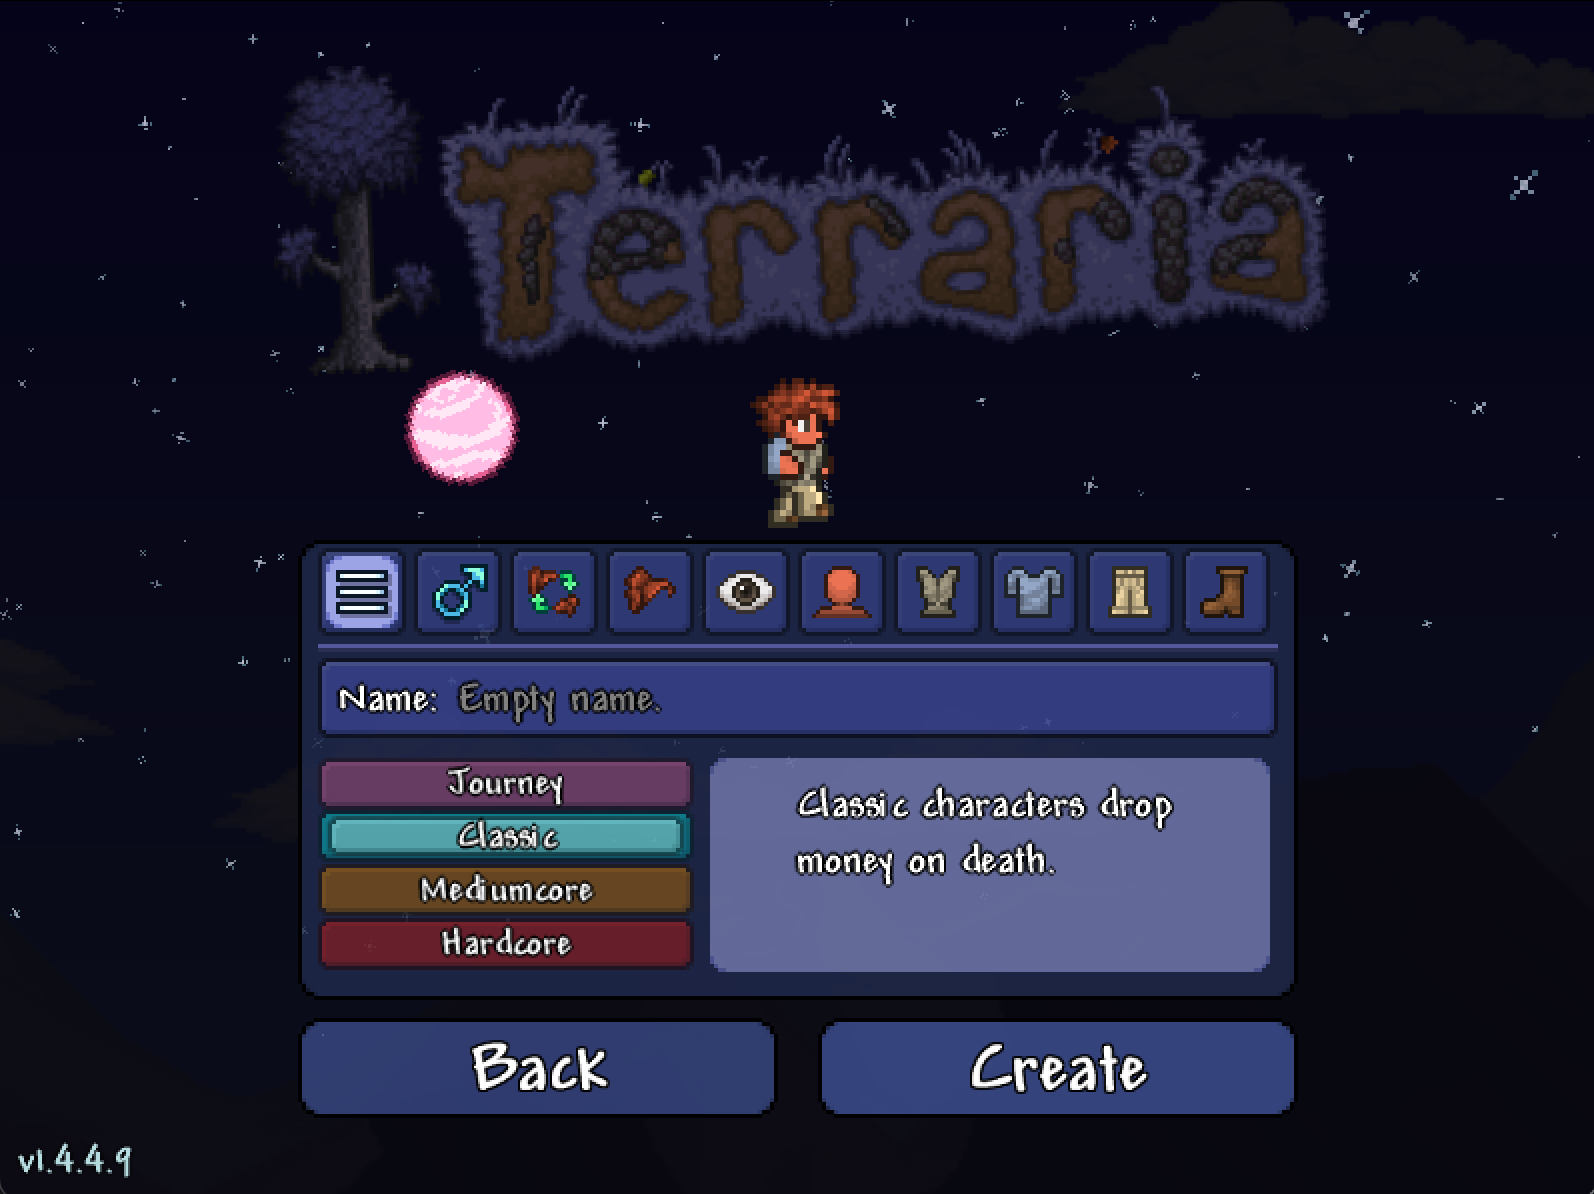 Terraria
Name: Empty name.
Journey
Classic
Mediumcore
Hardcore
Classic characters drop
money on death.
Back
Create
v1.4.4.9